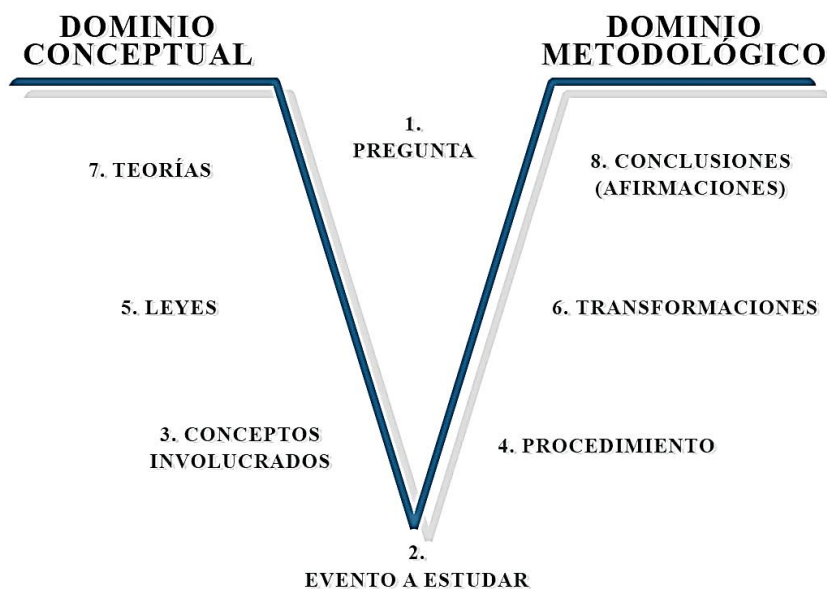 DOMINIO
CONCEPTUAL
DOMINIO
METODOLÓGICO
1.
PREGUNTA
7. TEORÍAS
8. CONCLUSIONES
(AFIRMACIONES)
5. LEYES
6. TRANSFORMACIONES
3. CONCEPTOS
INVOLUCRADOS
4. PROCEDIMIENTO
2.
EVENTO A ESTUDAR